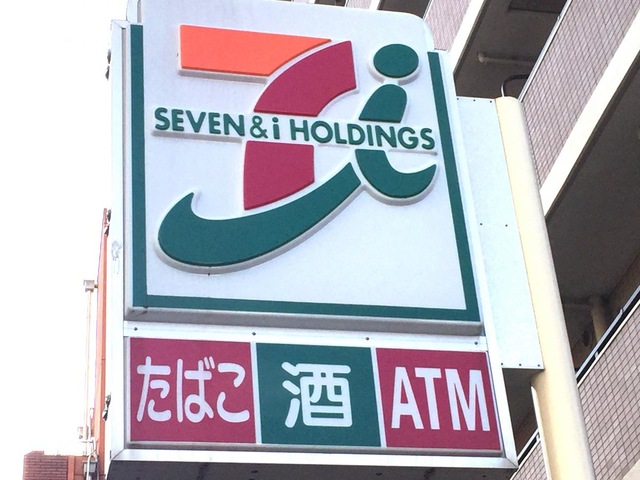 SEVEN&i HOLDINGS
たばこ 酒 ATM